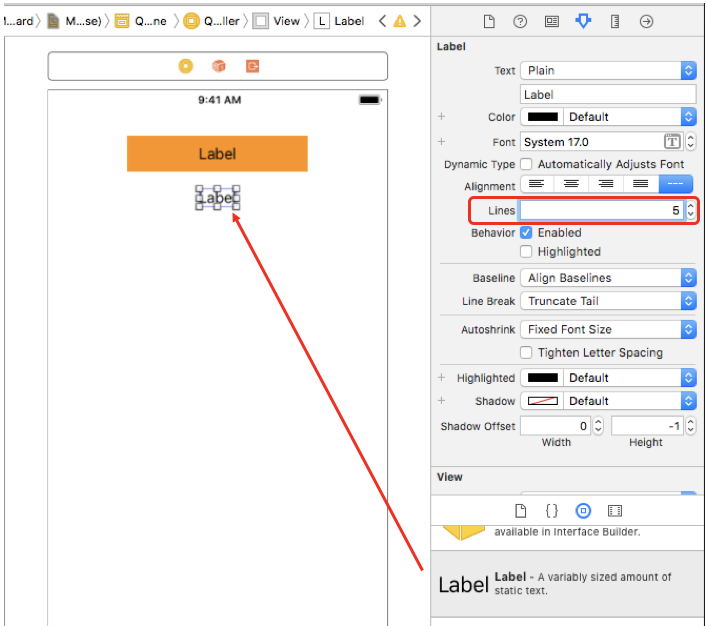 M...ard M...se) Q...ne Q...ller View L Label
9:41 AM
Label
Label
Label
Text Plain
Label
Color Default
Font System 17.0 T
Dynamic Type Automatically Adjusts Font
Alignment ---
Lines 5
Behavior Enabled
Highlighted
Baseline Align Baselines
Line Break Truncate Tail
Autoshrink Fixed Font Size
Tighten Letter Spacing
Highlighted Default
Shadow Default
Shadow Offset 0 -1
Width Height
View
{}
available in Interface Builder.
Label Label - A variably sized amount of
static text.